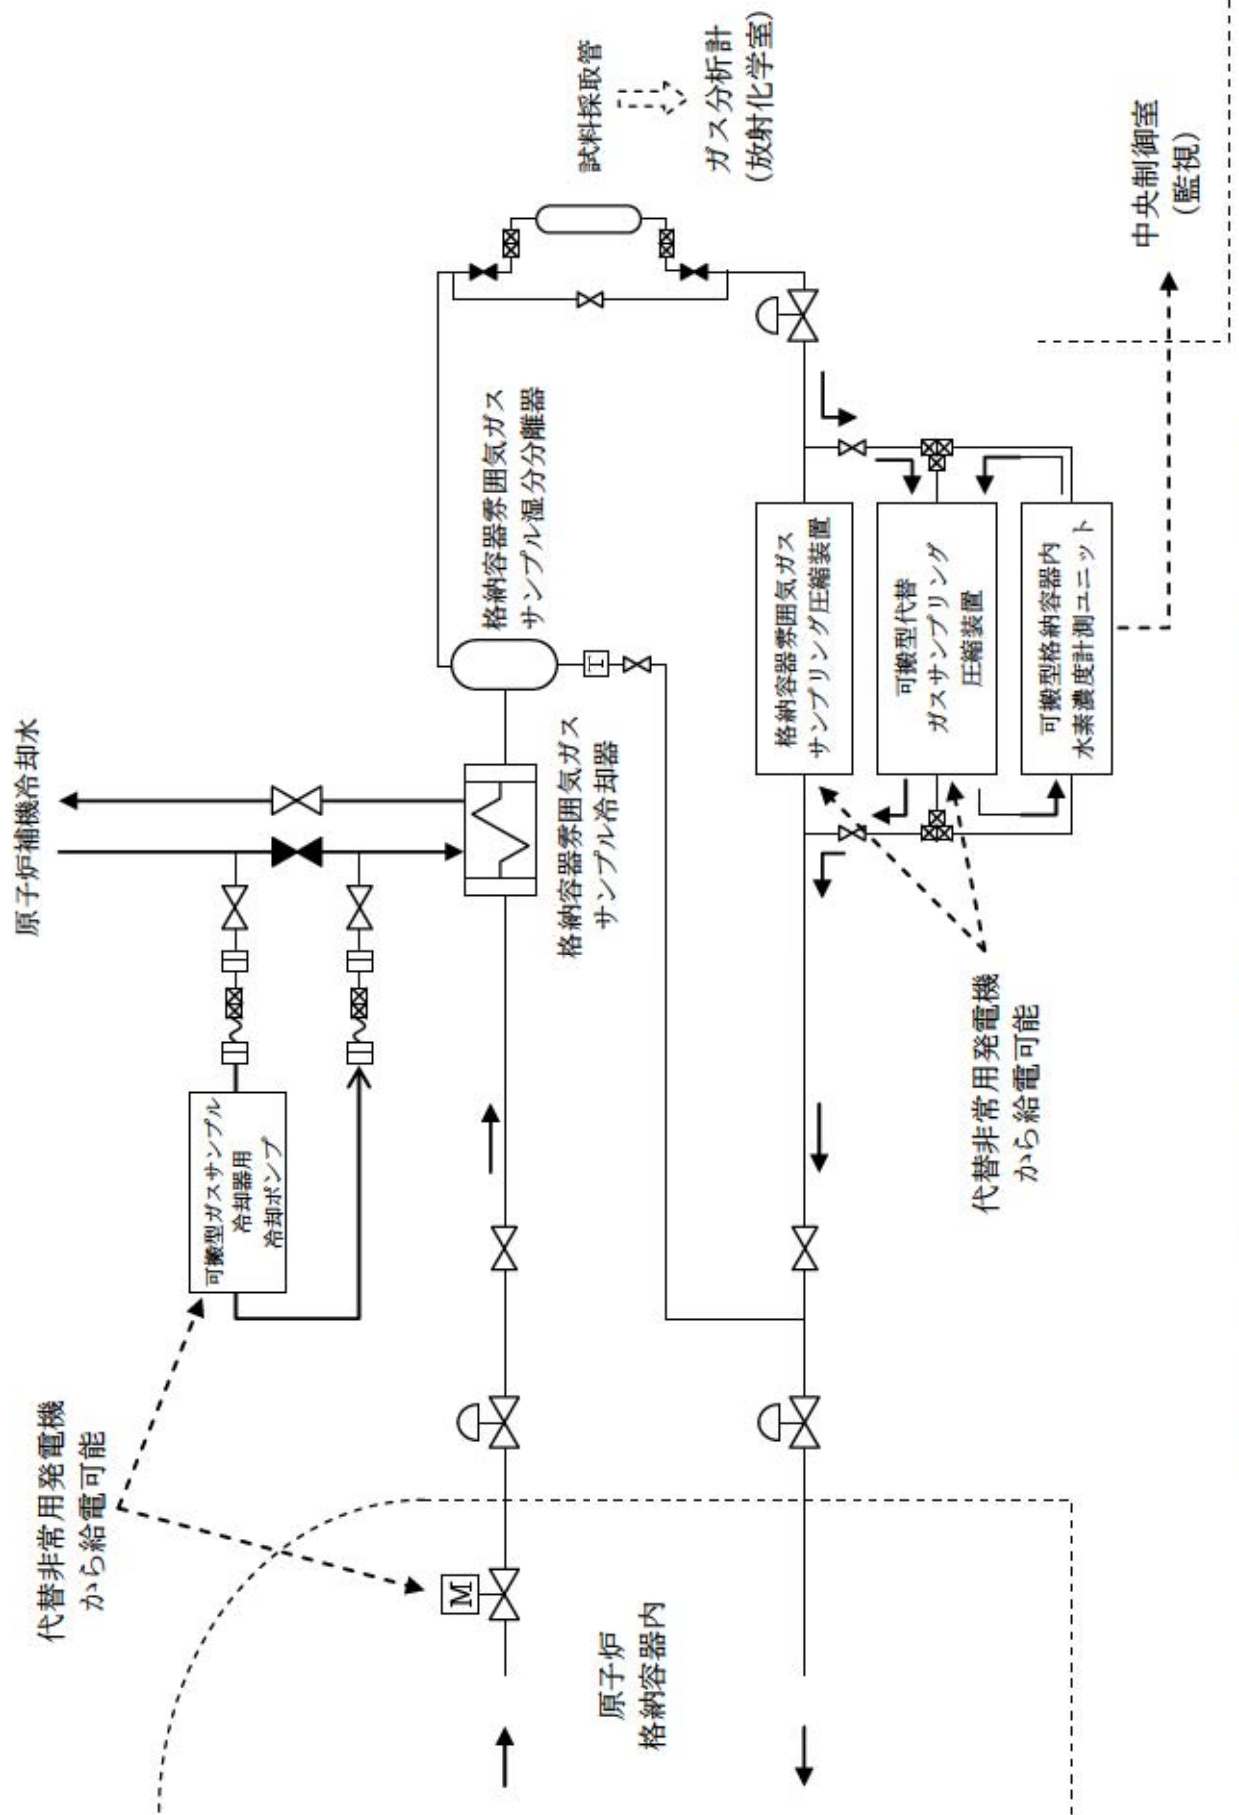 代替非常用発電機
から給電可能
可搬型ガスサンプル
冷却器用
冷却ポンプ
原子炉補機冷却水
M
原子炉
格納容器内
格納容器雰囲気ガス
サンプル冷却器
格納容器雰囲気ガス
サンプル湿分分離器
T
試料採取管
ガス分析計
(放射化学室)
格納容器雰囲気ガス
サンプリング圧縮装置
可搬型代替
ガスサンプリング
圧縮装置
可搬型格納容器内
水素濃度計測ユニット
代替非常用発電機
から給電可能
中央制御室
(監視)